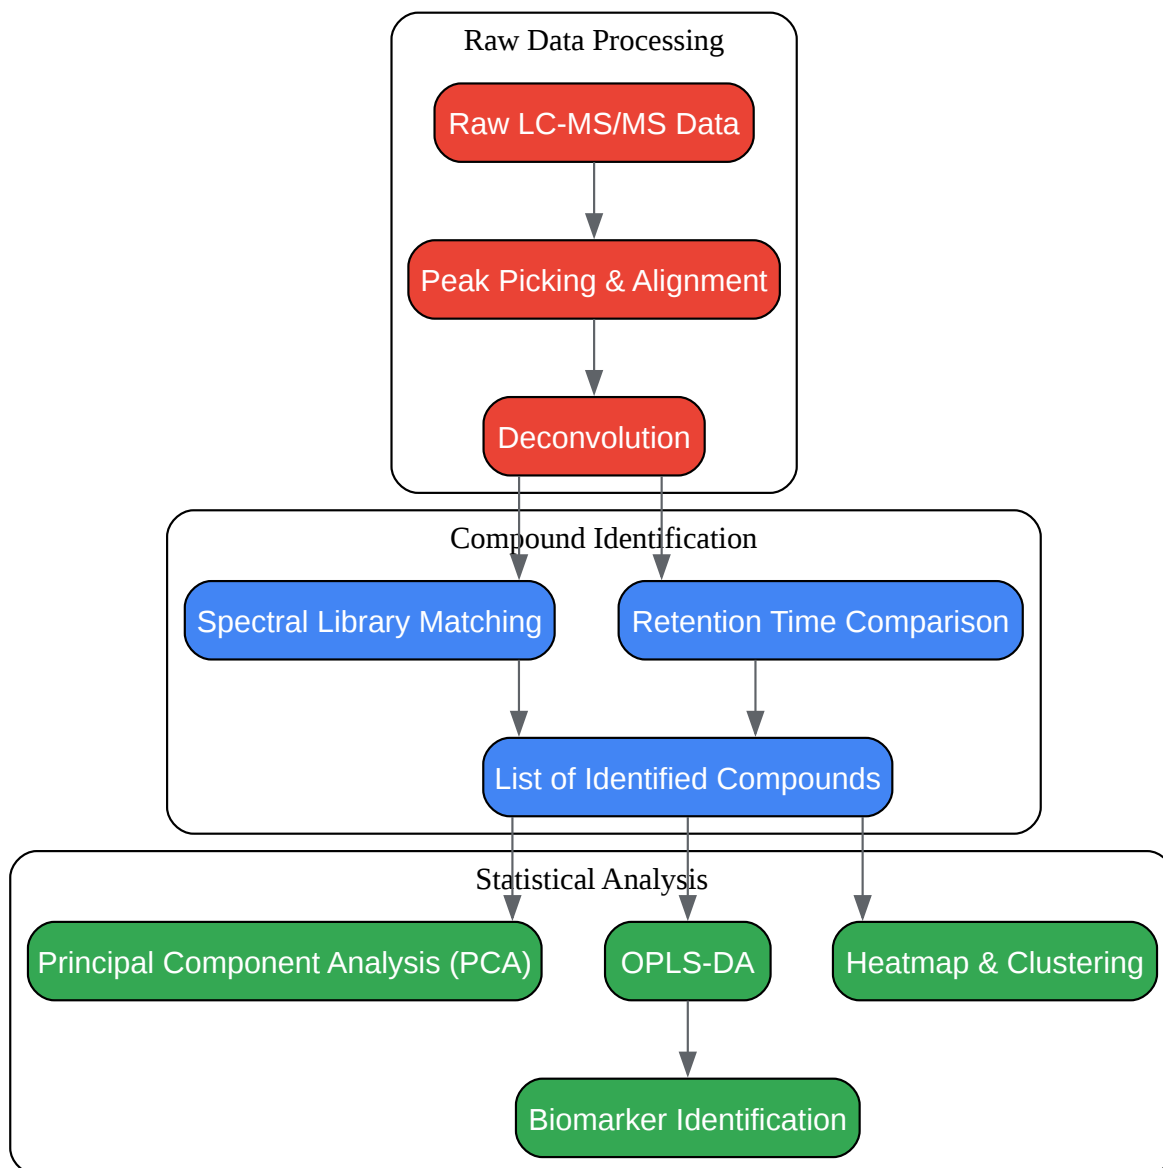 Raw Data Processing
Raw LC-MS/MS Data
Peak Picking & Alignment
Deconvolution
Compound Identification
Spectral Library Matching
Retention Time Comparison
List of Identified Compounds
Statistical Analysis
Principal Component Analysis (PCA)
OPLS-DA
Heatmap & Clustering
Biomarker Identification